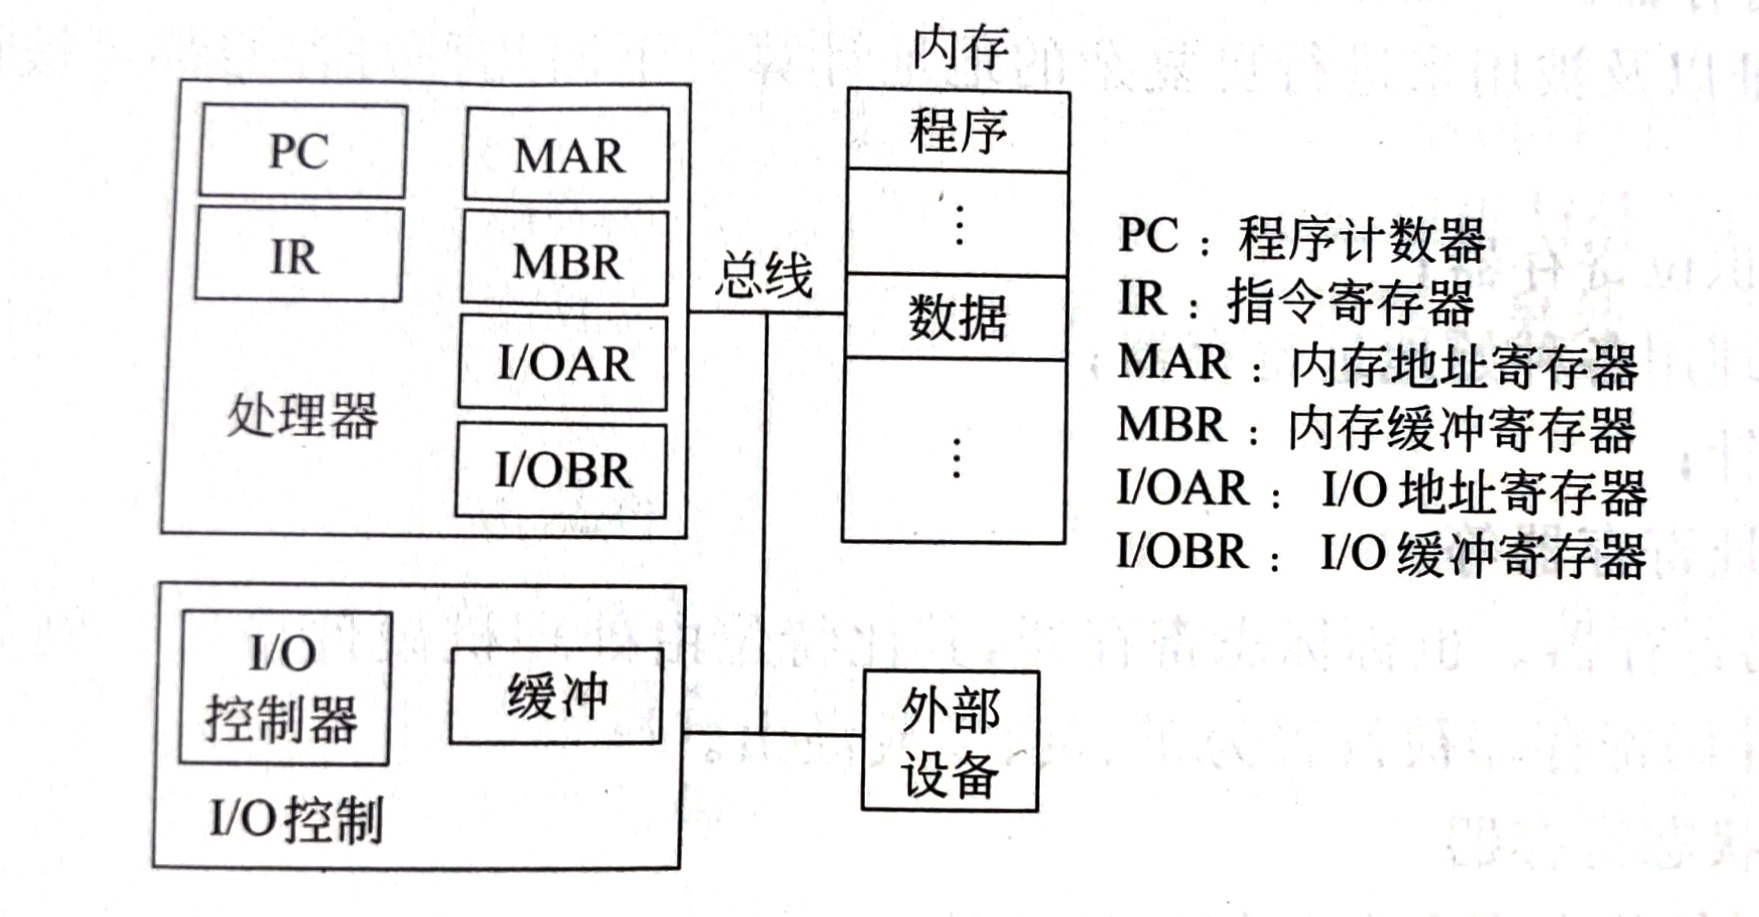 内存
PC
MAR
程序
IR
MBR
⋮
总线
数据
I/OAR
处理器
I/OBR
⋮
PC：程序计数器
IR：指令寄存器
MAR：内存地址寄存器
MBR：内存缓冲寄存器
I/OAR：I/O地址寄存器
I/OBR：I/O缓冲寄存器
I/O
控制器
缓冲
I/O控制
外部
设备